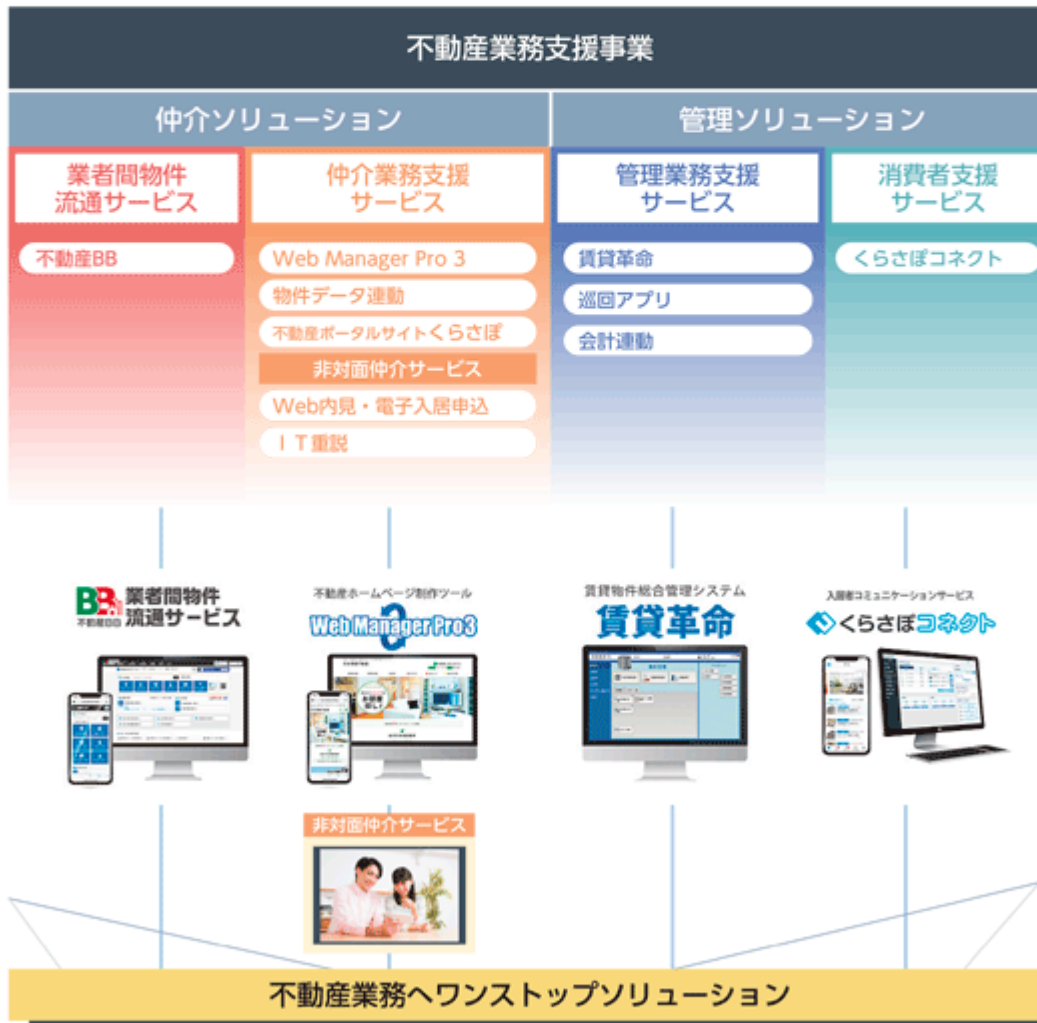 不動産業務支援事業
仲介ソリューション
管理ソリューション
業者間物件
流通サービス
仲介業務支援
サービス
管理業務支援
サービス
消費者支援
サービス
不動産BB
Web Manager Pro 3
物件データ連動
不動産ポータルサイトくらさぽ
非対面仲介サービス
Web内見・電子入居申込
IT重説
賃貸革命
巡回アプリ
会計連動
くらさぽコネクト
BB
不動産BB
業者間物件
流通サービス
不動産ホームページ制作ツール
Web Manager Pro3
賃貸物件総合管理システム
賃貸革命
入居者コミュニケーションサービス
くらさぽコネクト
非対面仲介サービス
不動産業務へワンストップソリューション